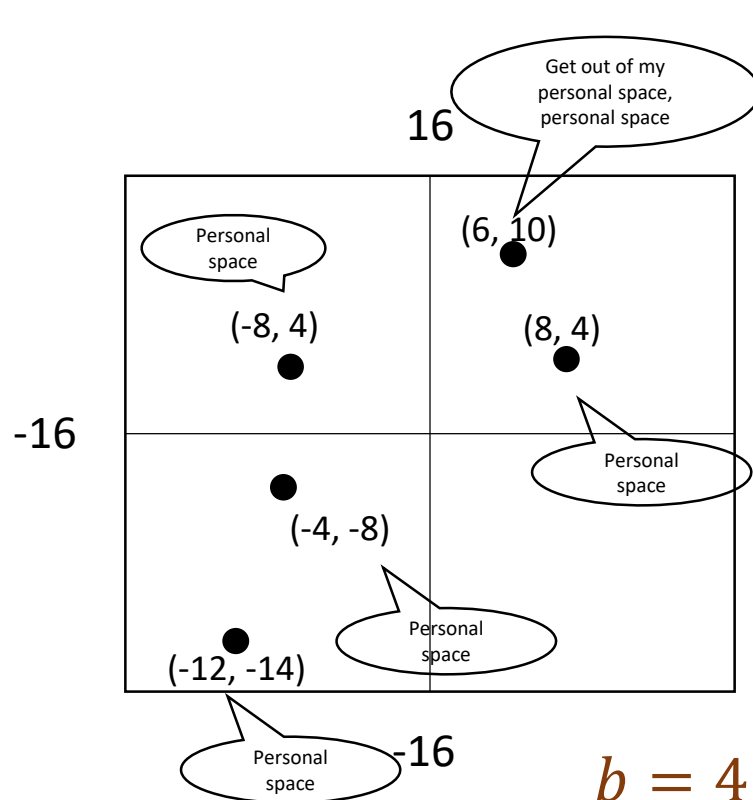 Get out of my
personal space,
personal space
16
(6, 10)
Personal
space
(-8, 4)
(8, 4)
-16
Personal
space
(-4, -8)
Personal
space
(-12, -14)
-16
Personal
space
b = 4